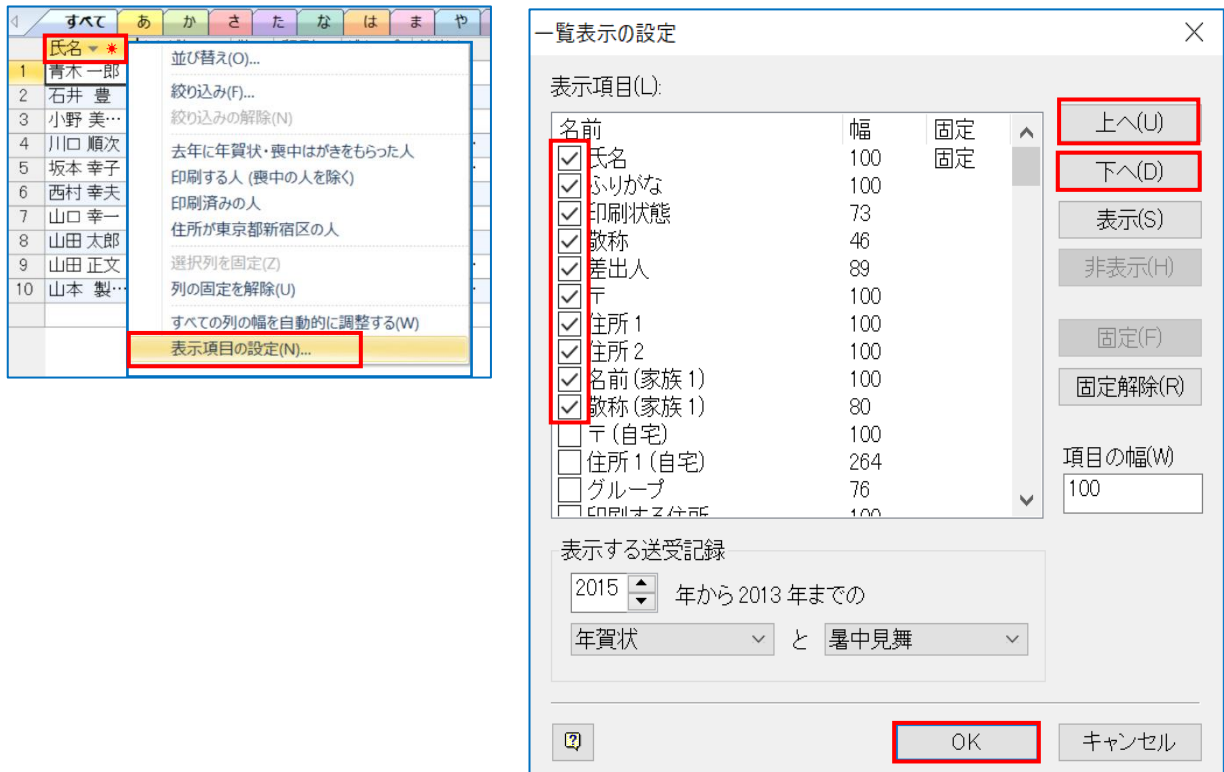 すべて あ か さ た な は ま や
氏名
1 青木 一郎
2 石井 豊
3 小野 美…
4 川口 順次
5 坂本 幸子
6 西村 幸夫
7 山口 幸一
8 山田 太郎
9 山田 正文
10 山本 製…
並び替え(O)...
絞り込み(F)...
絞り込みの解除(N)
去年に年賀状・喪中はがきをもらった人
印刷する人 (喪中の人を除く)
印刷済みの人
住所が東京都新宿区の人
選択列を固定(Z)
列の固定を解除(U)
すべての列の幅を自動的に調整する(W)
表示項目の設定(N)...
一覧表示の設定
表示項目(L):
名前 幅 固定
氏名 100 固定
ふりがな 100
印刷状態 73
敬称 46
差出人 89
〒 100
住所1 100
住所2 100
名前(家族1) 100
敬称(家族1) 80
〒(自宅) 100
住所1(自宅) 264
グループ 76
印刷する住所 100
上へ(U)
下へ(D)
表示(S)
非表示(H)
固定(F)
固定解除(R)
項目の幅(W)
100
表示する送受記録
2015 年から2013年までの
年賀状 と 暑中見舞
OK キャンセル